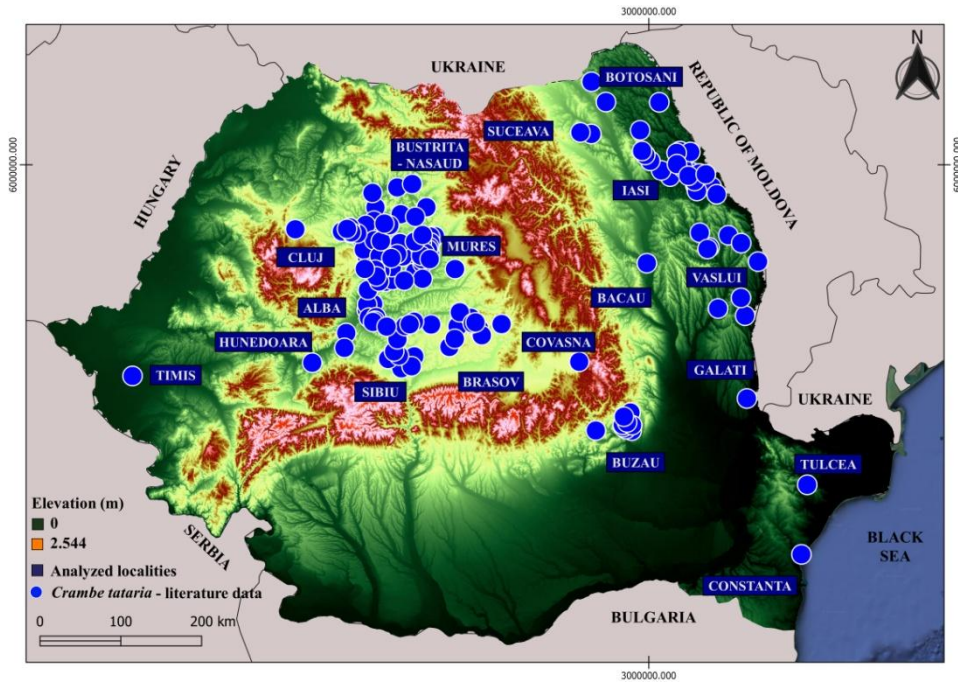 3000000.000
N
UKRAINE
BOTOSANI
REPUBLIC OF MOLDOVA
SUCEAVA
BUSTRITA
- NASAUD
6000000.000
6000000.000
HUNGARY
IASI
CLUJ
MURES
VASLUI
BACAU
ALBA
HUNEDOARA
COVASNA
TIMIS
GALATI
SIBIU
BRASOV
UKRAINE
BUZAU
TULCEA
Elevation (m)
0
2.544
SERBIA
BLACK
SEA
Analyzed localities
Crambe tataria - literature data
CONSTANTA
BULGARIA
0 100 200 km
3000000.000